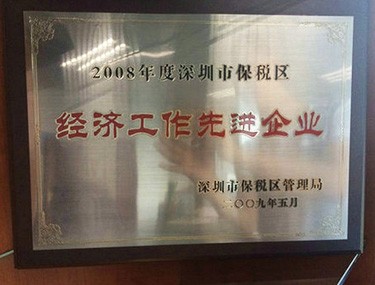 2008年度深圳市保税区
经济工作先进企业
深圳市保税区管理局
二〇〇九年五月